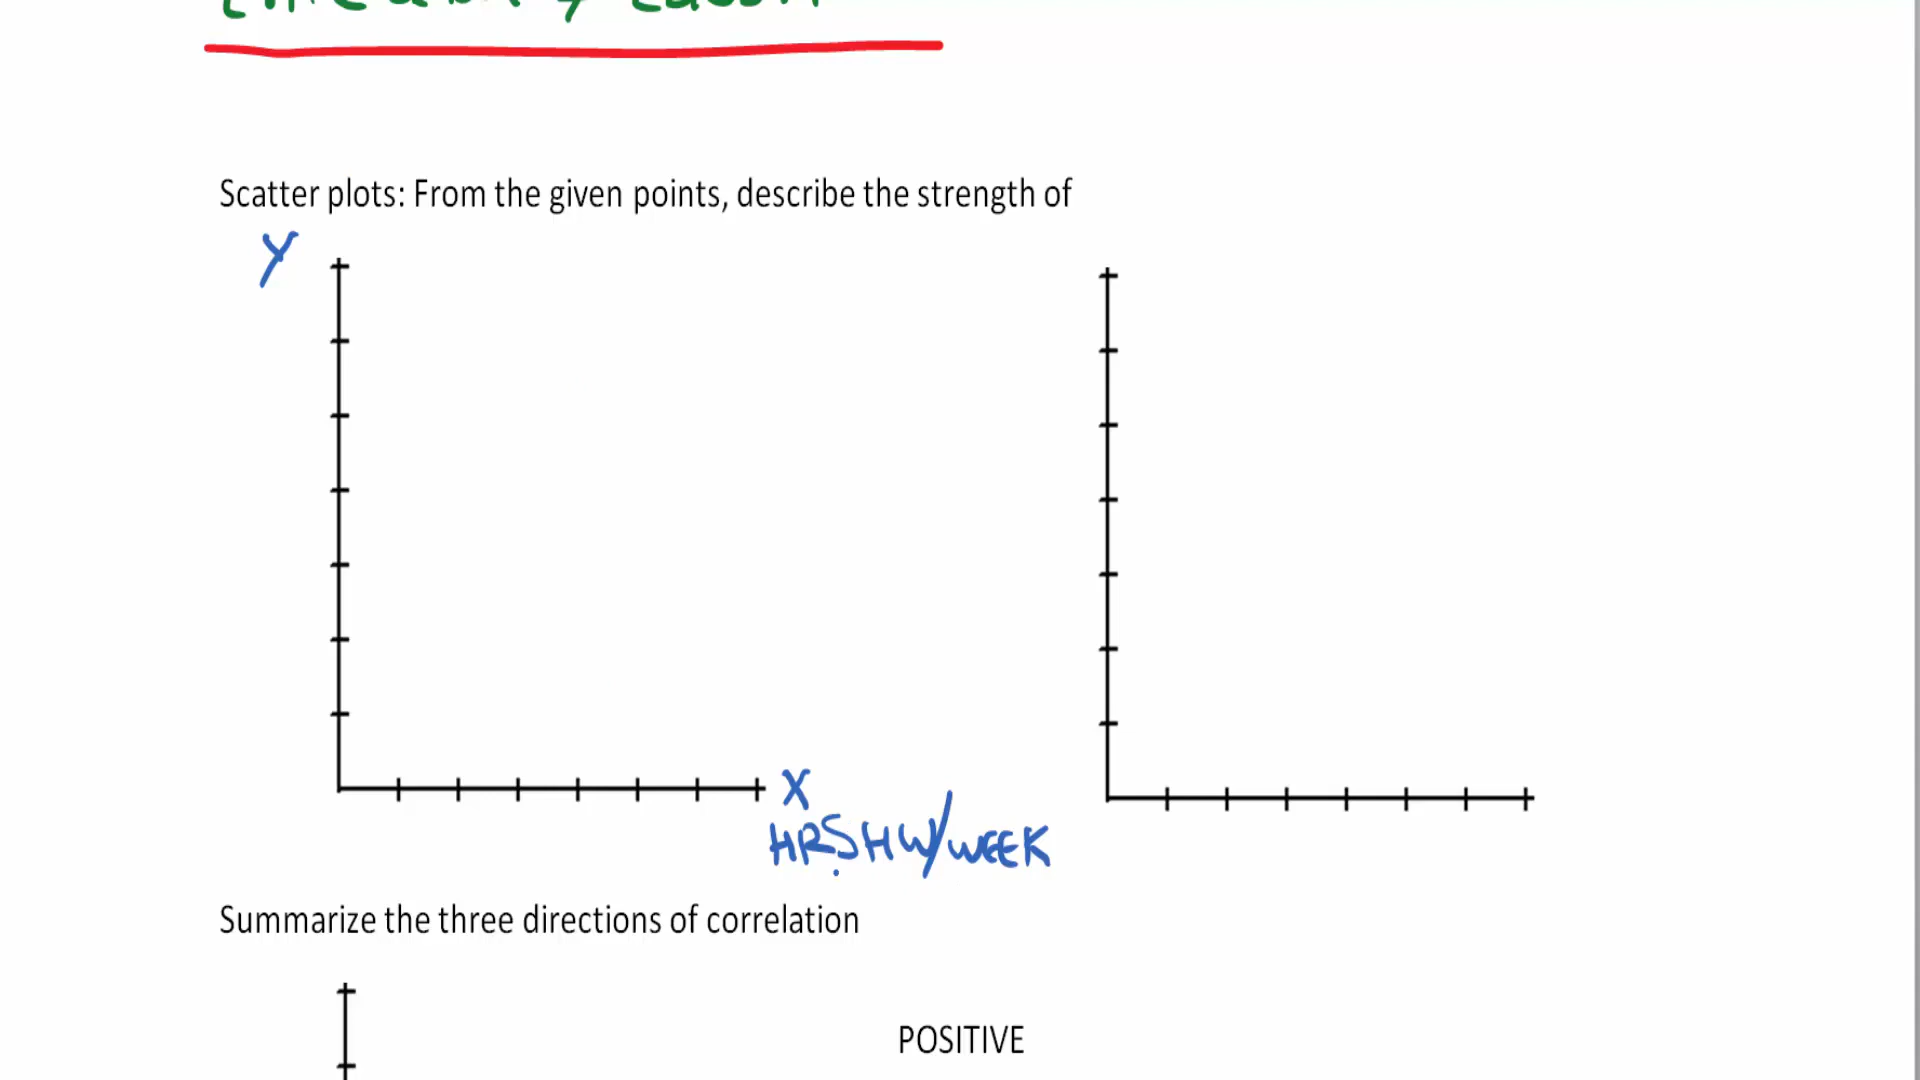 Scatter plots: From the given points, describe the strength of
Y
X
HRS HW/WEEK
Summarize the three directions of correlation
POSITIVE